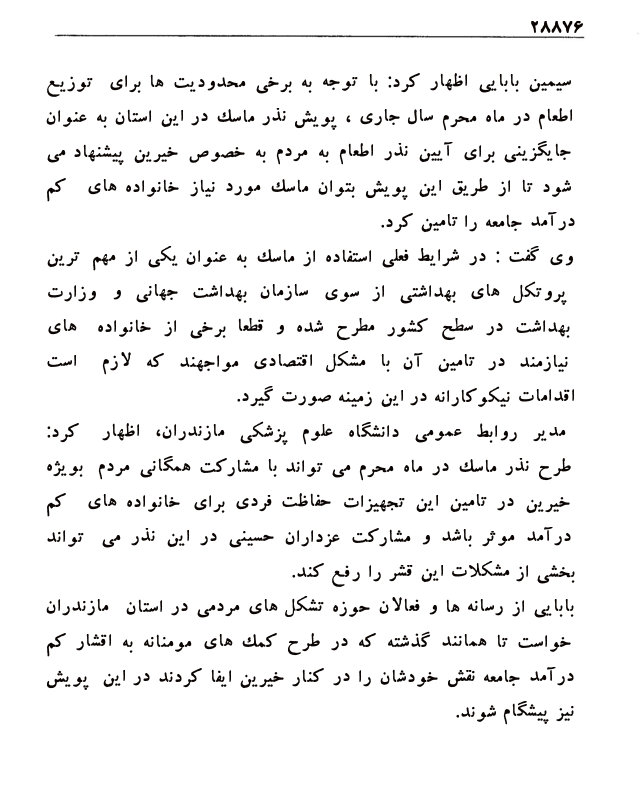 ۲۸۸۷۶
سیمین بابایی اظهار کرد: با توجه به برخی محدودیت ها برای توزیع
اطعام در ماه محرم سال جاری ، پویش نذر ماسك در این استان به عنوان
جایگزینی برای آیین نذر اطعام به مردم به خصوص خیرین پیشنهاد می
شود تا از طریق این پویش بتوان ماسك مورد نیاز خانواده های کم
درآمد جامعه را تامین کرد.
وی گفت : در شرایط فعلی استفاده از ماسك به عنوان یکی از مهم ترین
پروتکل های بهداشتی از سوی سازمان بهداشت جهانی و وزارت
بهداشت در سطح کشور مطرح شده و قطعا برخی از خانواده های
نیازمند در تامین آن با مشکل اقتصادی مواجهند که لازم است
اقدامات نیکوکارانه در این زمینه صورت گیرد.
مدیر روابط عمومی دانشگاه علوم پزشکی مازندران، اظهار کرد:
طرح نذر ماسك در ماه محرم می تواند با مشارکت همگانی مردم بویژه
خیرین در تامین این تجهیزات حفاظت فردی برای خانواده های کم
درآمد موثر باشد و مشارکت عزداران حسینی در این نذر می تواند
بخشی از مشکلات این قشر را رفع کند.
بابایی از رسانه ها و فعالان حوزه تشکل های مردمی در استان مازندران
خواست تا همانند گذشته که در طرح کمك های مومنانه به اقشار کم
درآمد جامعه نقش خودشان را در کنار خیرین ایفا کردند در این پویش
نیز پیشگام شوند.